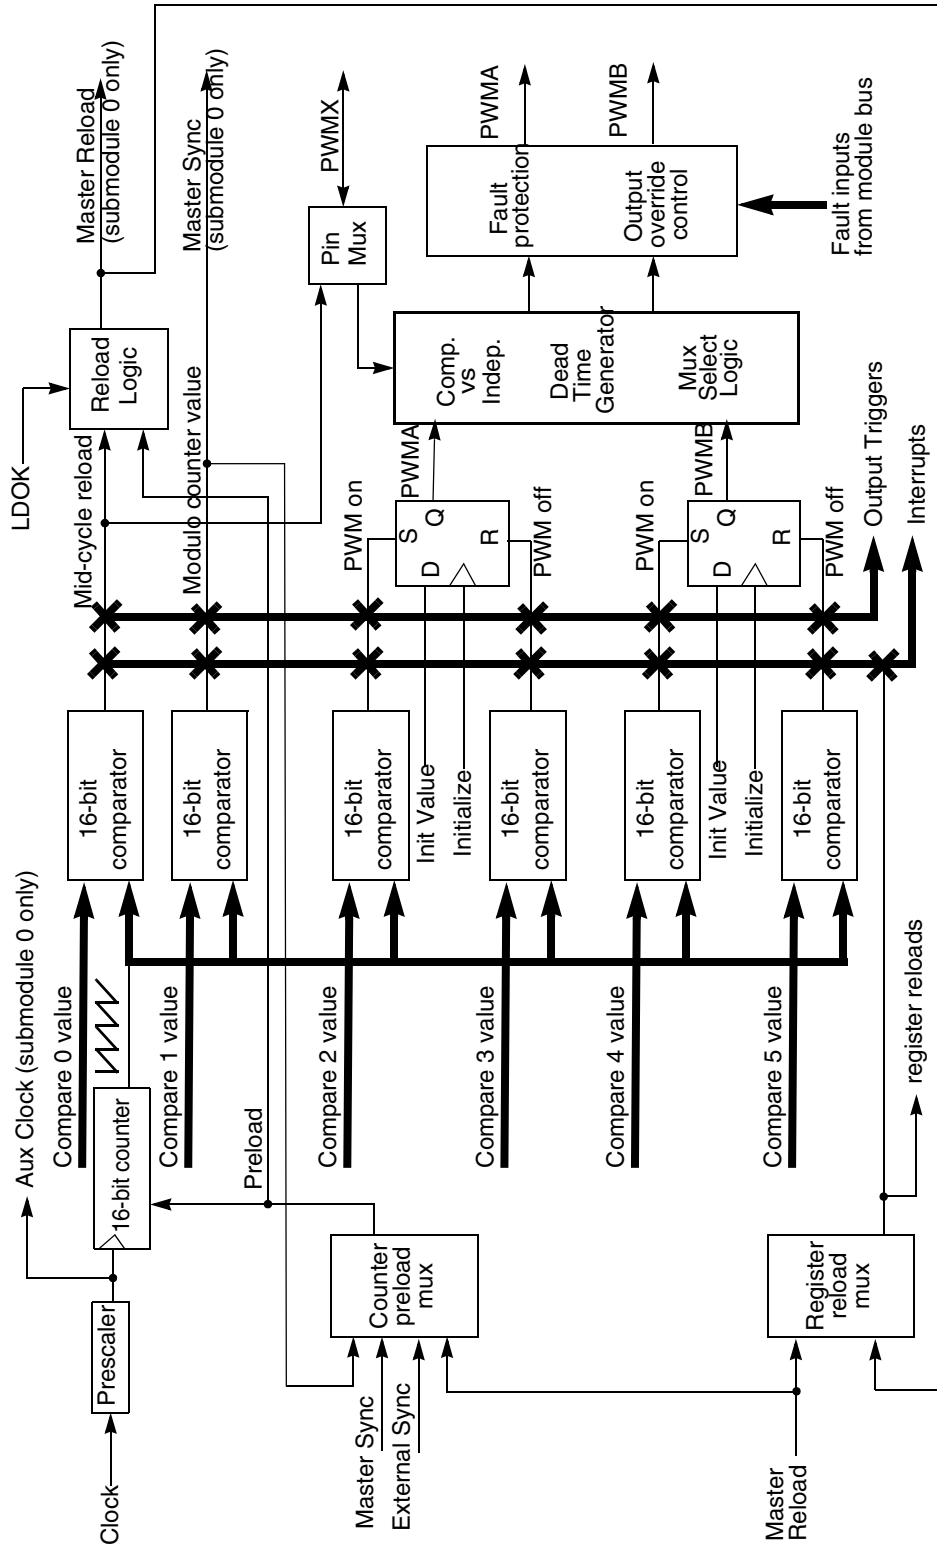 Clock
Prescaler
Aux Clock (submodule 0 only)
16-bit counter
Compare 0 value
Compare 1 value
Preload
Compare 2 value
Compare 3 value
Compare 4 value
Compare 5 value
Master Sync
External Sync
Counter
preload
mux
Master
Reload
Register
reload
mux
register reloads
16-bit
comparator
16-bit
comparator
16-bit
comparator
Init Value
Initialize
16-bit
comparator
16-bit
comparator
Init Value
Initialize
16-bit
comparator
LDOK
Mid-cycle reload
Modulo counter value
Reload
Logic
Master Reload
(submodule 0 only)
Master Sync
(submodule 0 only)
Pin
Mux
PWMX
PWM on
S
D
Q
R
PWM off
PWMA
PWM on
S
D
Q
R
PWM off
PWMB
Comp.
vs
Indep.
Dead
Time
Generator
Mux
Select
Logic
Fault
protection
Output
override
control
PWMA
PWMB
Fault inputs
from module bus
Output Triggers
Interrupts